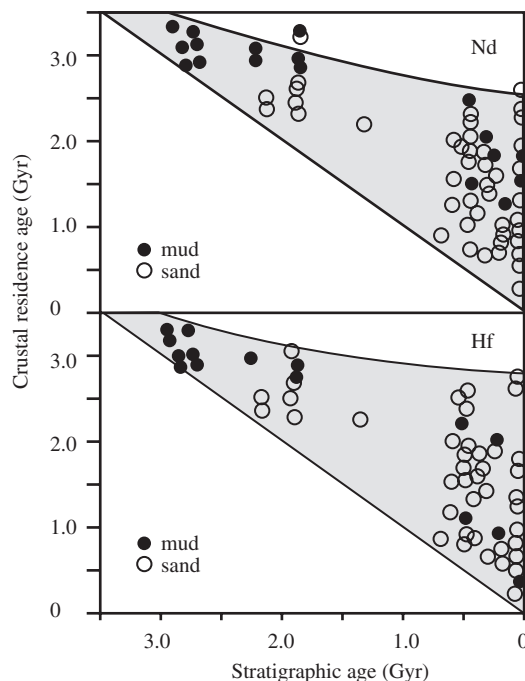 Nd
3.0
2.0
1.0
0
mud
sand
Crustal residence age (Gyr)
Hf
3.0
2.0
1.0
0
mud
sand
3.0 2.0 1.0 0
Stratigraphic age (Gyr)